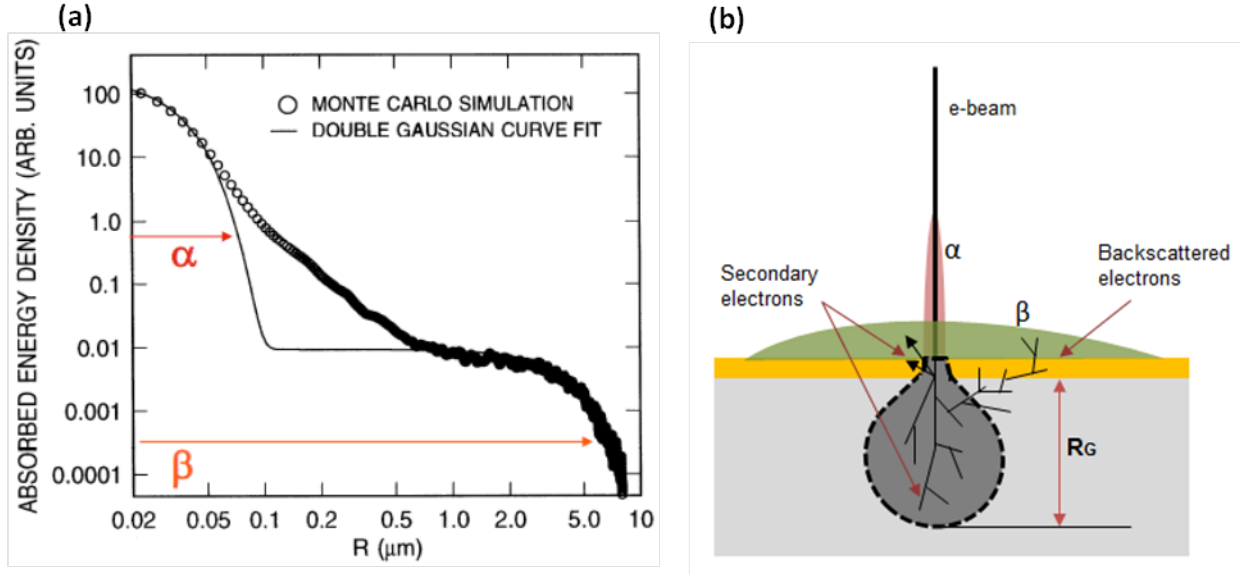 (a)
ABSORBED ENERGY DENSITY (ARB. UNITS)
100
10.0
1.0
0.1
0.01
0.001
0.0001
MONTE CARLO SIMULATION
DOUBLE GAUSSIAN CURVE FIT
α
β
0.02 0.05 0.1 0.2 0.5 1.0 2.0 5.0 10
R (μm)
(b)
e-beam
α
Secondary
electrons
Backscattered
electrons
β
RG